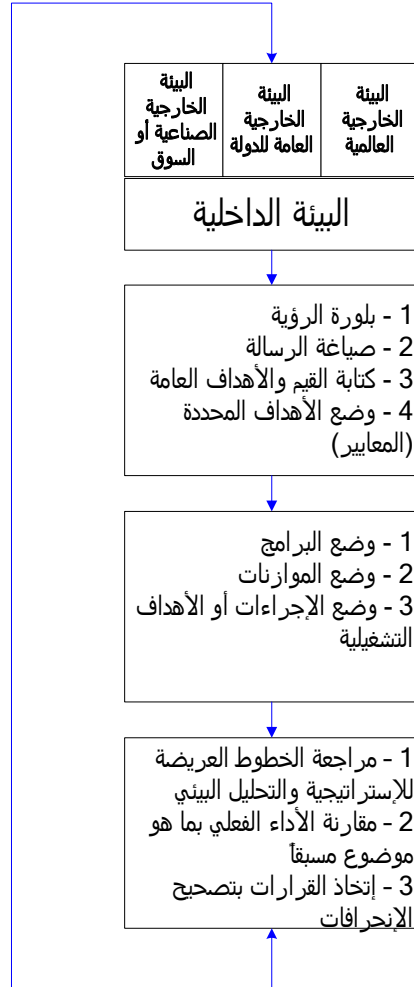 البيئة
الخارجية
العالمية
البيئة
الخارجية
العامة للدولة
البيئة
الخارجية
الصناعية أو
السوق
البيئة الداخلية
1 - بلورة الرؤية
2 - صياغة الرسالة
3 - كتابة القيم والأهداف العامة
4 - وضع الأهداف المحددة
(المعايير)
1 - وضع البرامج
2 - وضع الموازنات
3 - وضع الإجراءات أو الأهداف
التشغيلية
1 - مراجعة الخطوط العريضة
للإستراتيجية والتحليل البيئي
2 - مقارنة الأداء الفعلي بما هو
موضوع مسبقاً
3 - إتخاذ القرارات بتصحيح
الإنحرافات